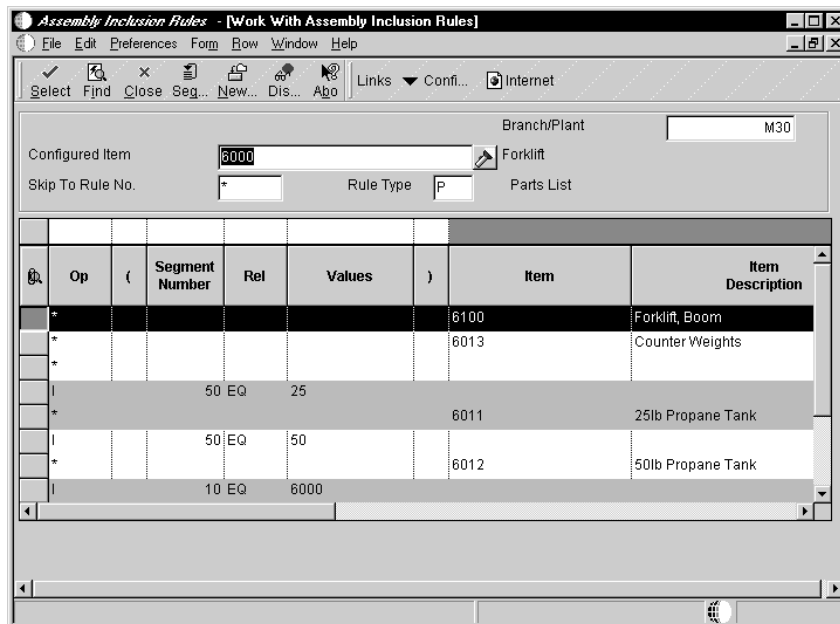 Assembly Inclusion Rules - [Work With Assembly Inclusion Rules]
File Edit Preferences Form Row Window Help
Select Find Close Seq... New... Dis... Abo Links Confi... Internet
Branch/Plant M30
Configured Item 6000 Forklift
Skip To Rule No. * Rule Type P Parts List
Op ( Segment Number Rel Values ) Item Item Description
* 6100 Forklift, Boom
* 6013 Counter Weights
*
I 50 EQ 25
* 6011 25lb Propane Tank
I 50 EQ 50
* 6012 50lb Propane Tank
I 10 EQ 6000